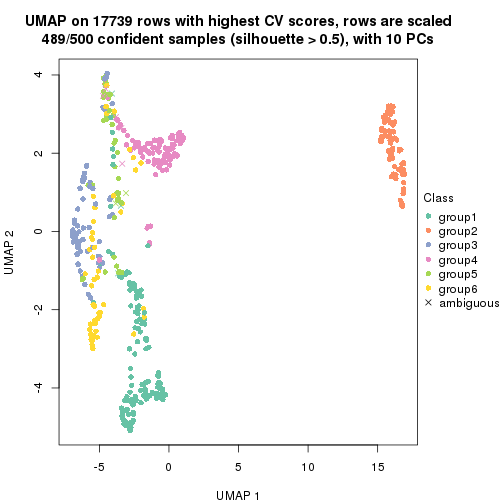 UMAP on 17739 rows with highest CV scores, rows are scaled
489/500 confident samples (silhouette > 0.5), with 10 PCs
4
2
0
-2
-4
UMAP 2
-5
0
5
10
15
UMAP 1
Class
group1
group2
group3
group4
group5
group6
ambiguous